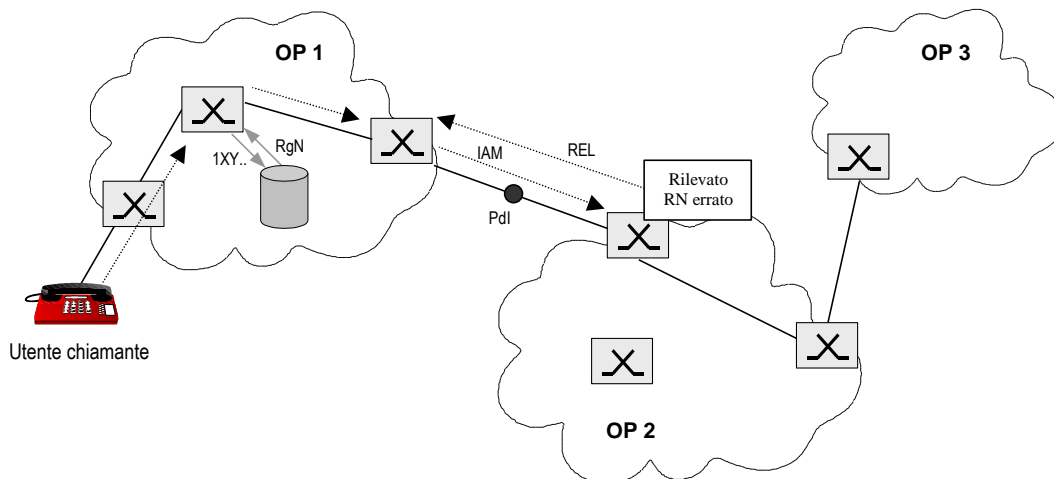 OP 1
OP 3
RgN
1XY..
IAM
REL
Rilevato
RN errato
PdI
Utente chiamante
OP 2